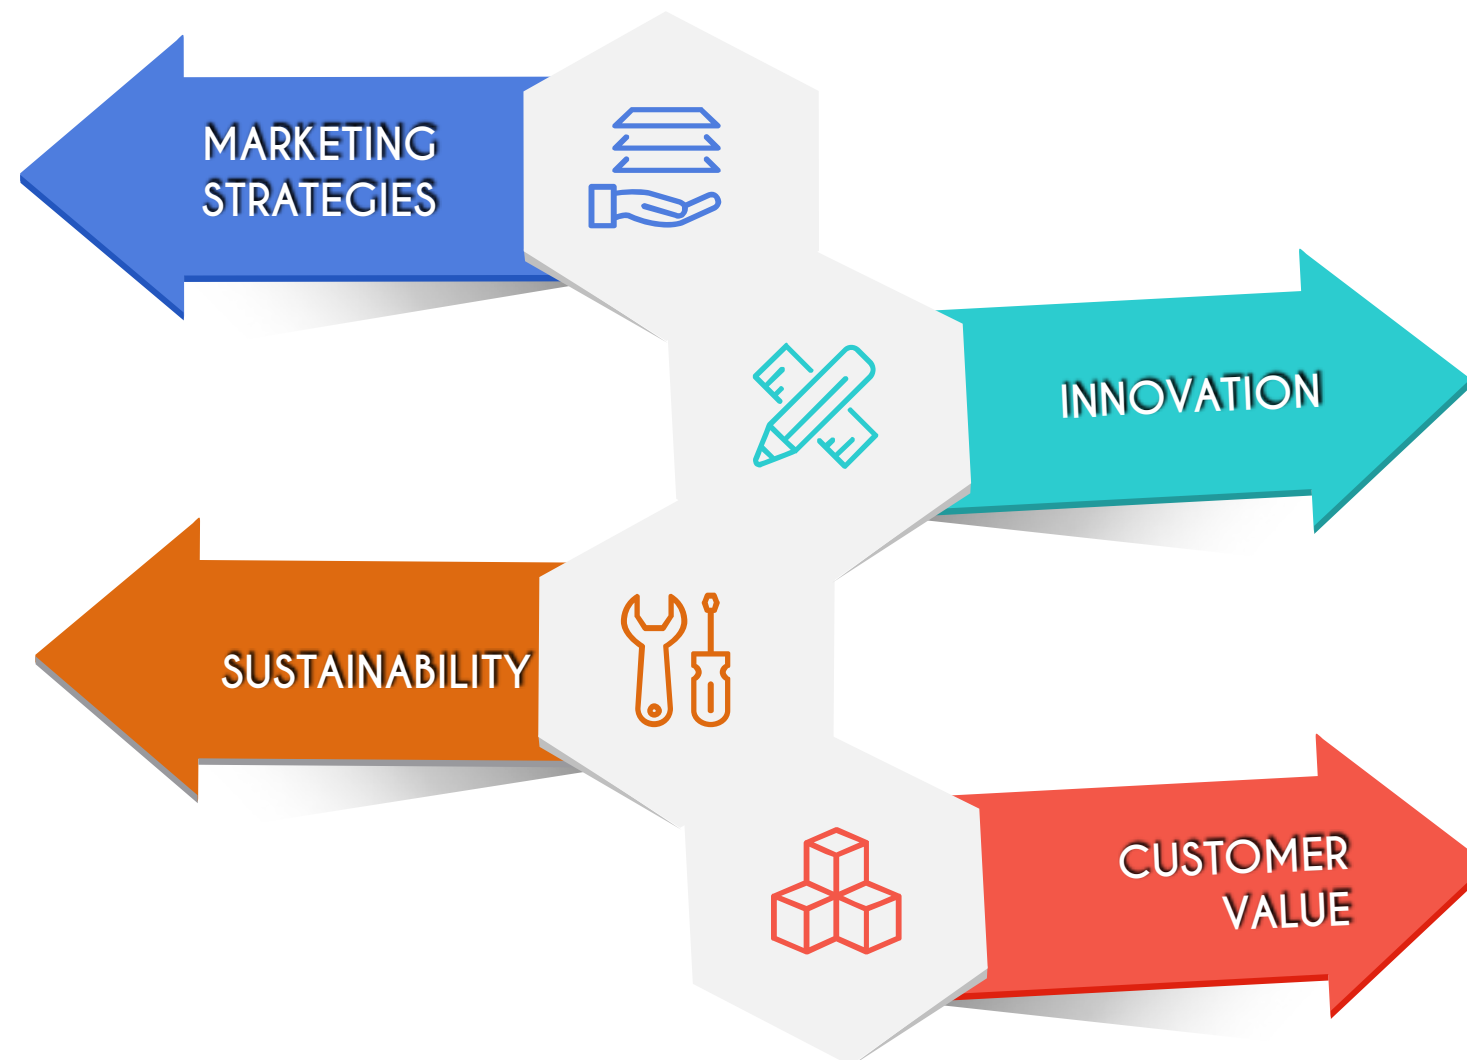 MARKETING
STRATEGIES
INNOVATION
SUSTAINABILITY
CUSTOMER
VALUE